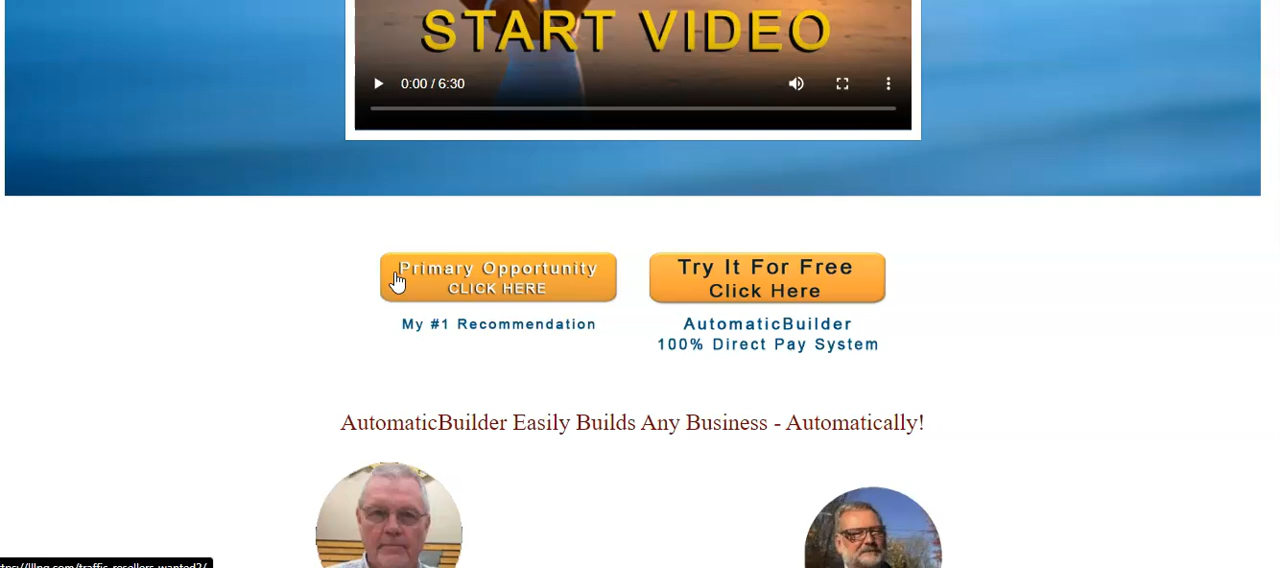 START VIDEO
0:00 / 6:30
Primary Opportunity
CLICK HERE
Try It For Free
Click Here
My #1 Recommendation
AutomaticBuilder
100% Direct Pay System
AutomaticBuilder Easily Builds Any Business - Automatically!